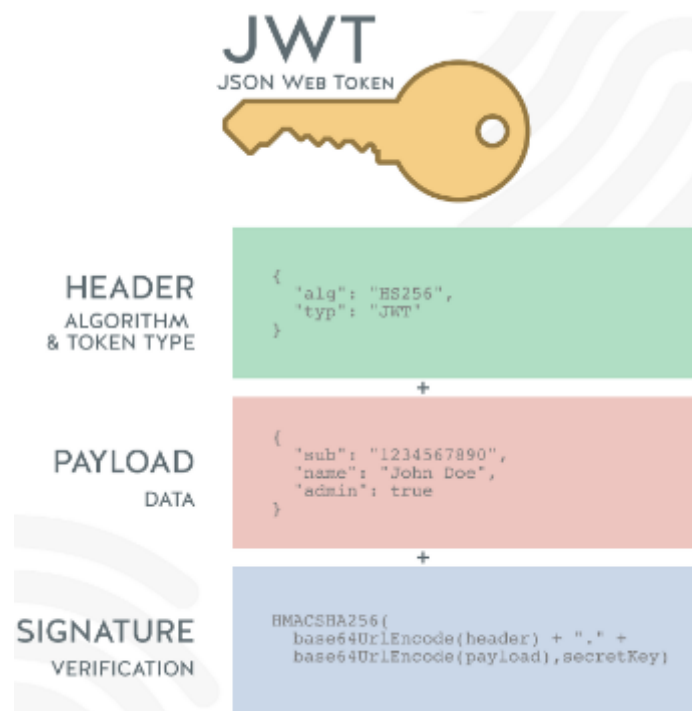 JWT
JSON WEB TOKEN
HEADER
ALGORITHM
& TOKEN TYPE
{
"alg": "HS256",
"typ": "JWT"
}
+
PAYLOAD
DATA
{
"sub": "1234567890",
"name": "John Doe",
"admin": true
}
+
SIGNATURE
VERIFICATION
HMACSHA256(
base64UrlEncode(header) + "." +
base64UrlEncode(payload),secretKey)